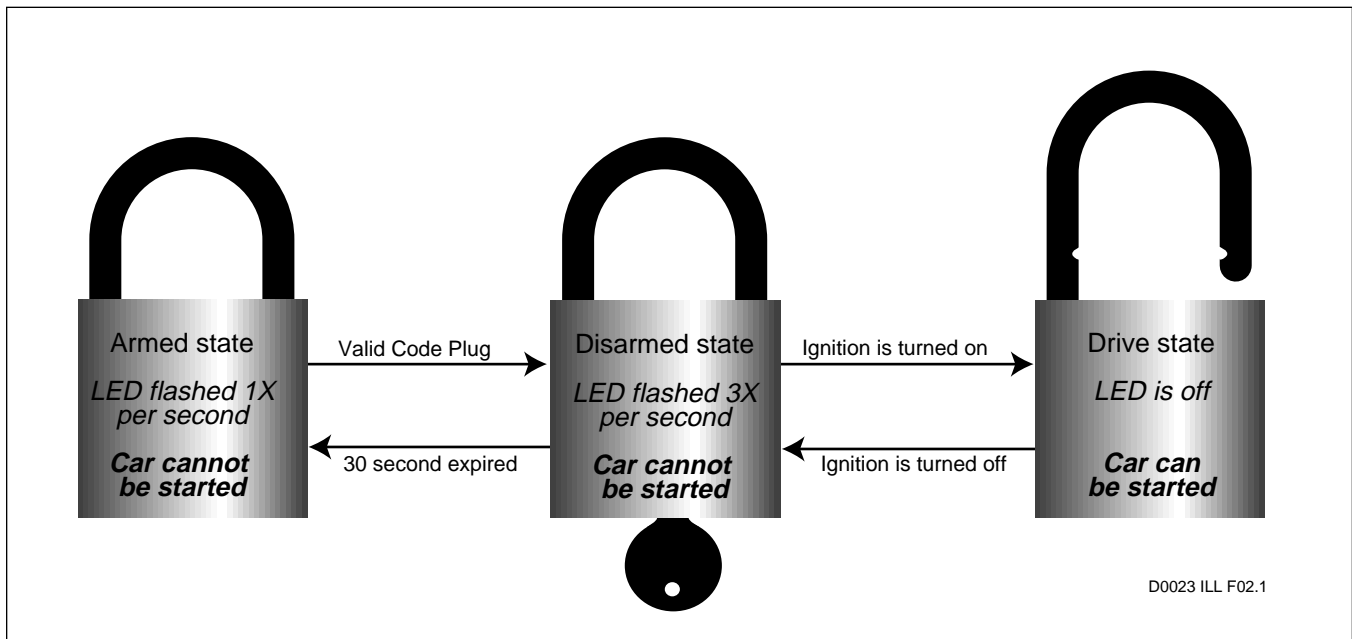 Armed state
LED flashed 1X
per second
Car cannot
be started
Valid Code Plug
30 second expired
Disarmed state
LED flashed 3X
per second
Car cannot
be started
Ignition is turned on
Ignition is turned off
Drive state
LED is off
Car can
be started
D0023 ILL F02.1